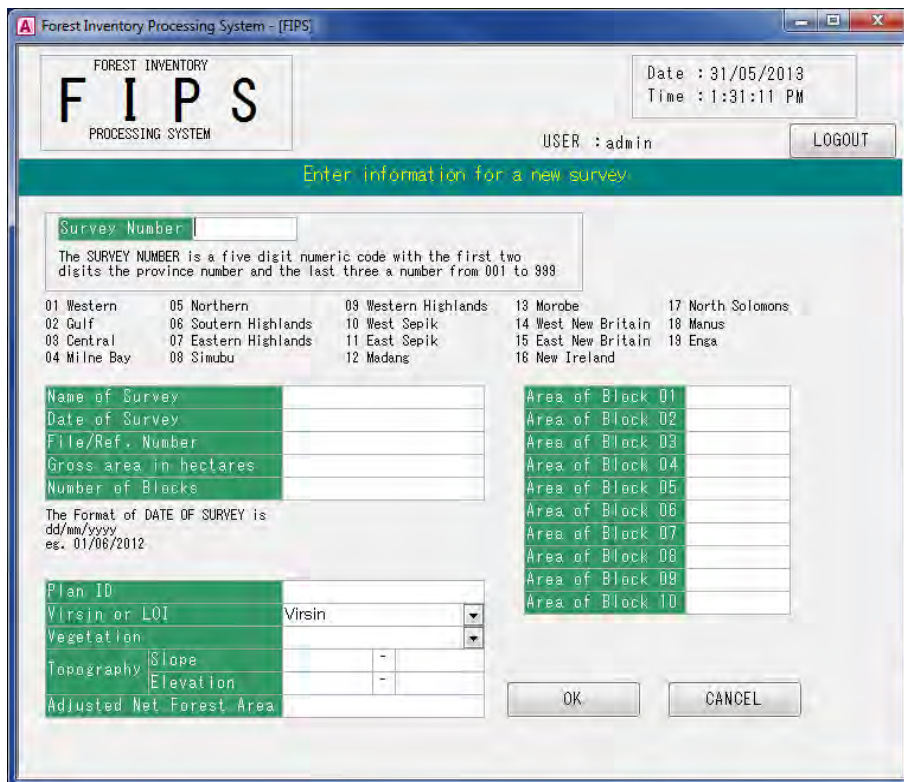 Forest Inventory Processing System - [FIPS]
FOREST INVENTORY
F I P S
PROCESSING SYSTEM
Date : 31/05/2013
Time : 1:31:11 PM
USER : admin
LOGOUT
Enter information for a new survey
Survey Number
The SURVEY NUMBER is a five digit numeric code with the first two
digits the province number and the last three a number from 001 to 999
01 Western 05 Northern 09 Western Highlands 13 Morobe 17 North Solomons
02 Gulf 06 Soutern Highlands 10 West Sepik 14 West New Britain 18 Manus
03 Central 07 Eastern Highlands 11 East Sepik 15 East New Britain 19 Enga
04 Milne Bay 08 Simubu 12 Madang 16 New Ireland
Name of Survey
Date of Survey
File/Ref. Number
Gross area in hectares
Number of Blocks
The Format of DATE OF SURVEY is
dd/mm/yyyy
eg. 01/06/2012
Area of Block 01
Area of Block 02
Area of Block 03
Area of Block 04
Area of Block 05
Area of Block 06
Area of Block 07
Area of Block 08
Area of Block 09
Area of Block 10
Plan ID
Virsin or LOI Virsin
Vegetation
Topography Slope -
Elevation -
Adjusted Net Forest Area
OK
CANCEL